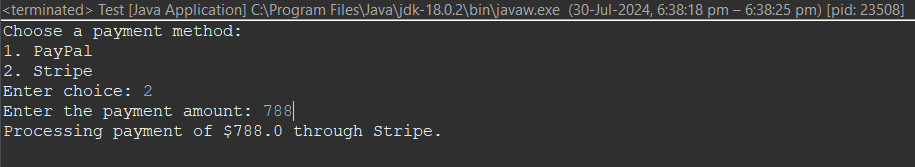 <terminated> Test [Java Application] C:\Program Files\Java\jdk-18.0.2\bin\javaw.exe (30-Jul-2024, 6:38:18 pm – 6:38:25 pm) [pid: 23508]
Choose a payment method:
1. PayPal
2. Stripe
Enter choice: 2
Enter the payment amount: 788
Processing payment of $788.0 through Stripe.